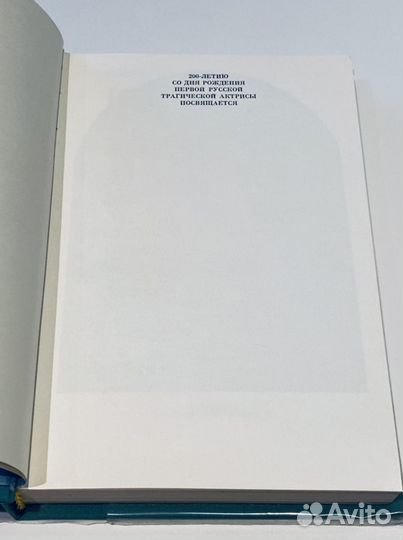 200-ЛЕТИЮ
СО ДНЯ РОЖДЕНИЯ
ПЕРВОЙ РУССКОЙ
ТРАГИЧЕСКОЙ АКТРИСЫ
ПОСВЯЩАЕТСЯ
Avito